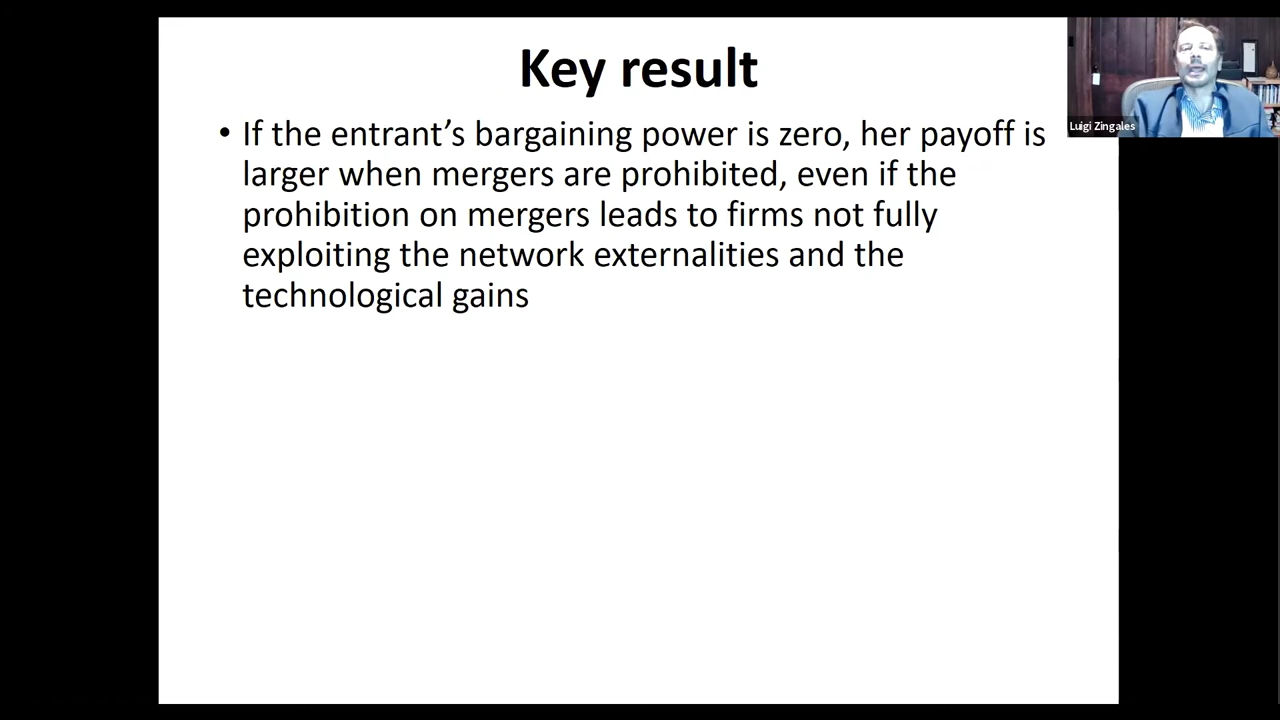 Key result
• If the entrant’s bargaining power is zero, her payoff is
larger when mergers are prohibited, even if the
prohibition on mergers leads to firms not fully
exploiting the network externalities and the
technological gains
Luigi Zingales